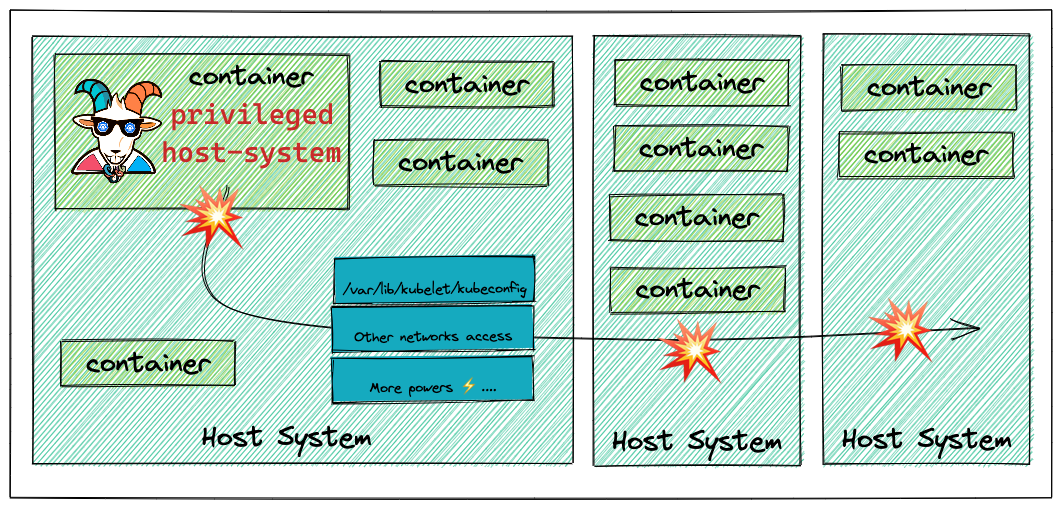 container
privileged
host-system
container
container
/var/lib/kubelet/kubeconfig
Other networks access
More powers ⚡ ....
container
Host System
container
container
container
container
Host System
container
container
Host System